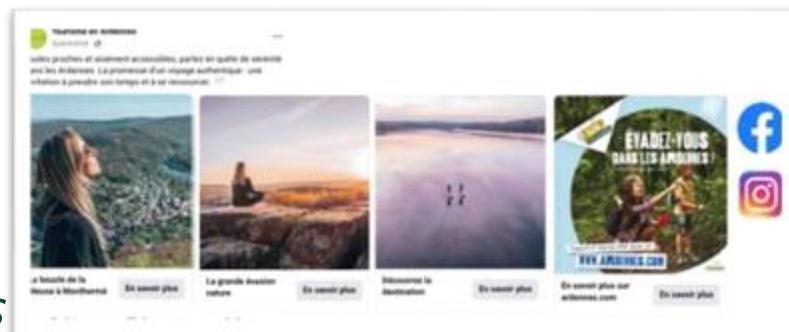 Tourisme en Ardennes
Sponsorisé
utes proches et aisément accessibles, partez en quête de sérénité
ans les Ardennes. La promesse d'un voyage authentique : une
vitation à prendre son temps et à se ressourcer.
ÉVADEZ-VOUS
DANS LES ARDENNES !
WWW.ARDENNES.COM
a boucle de la
Meuse à Monthermé
En savoir plus
La grande évasion
nature
En savoir plus
Découvrez la
destination
En savoir plus
En savoir plus sur
ardennes.com
En savoir plus
s